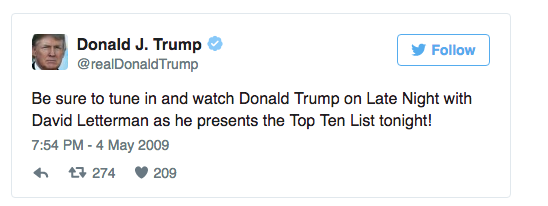 Donald J. Trump
Follow
@realDonaldTrump
Be sure to tune in and watch Donald Trump on Late Night with
David Letterman as he presents the Top Ten List tonight!
7:54 PM - 4 May 2009
274 209